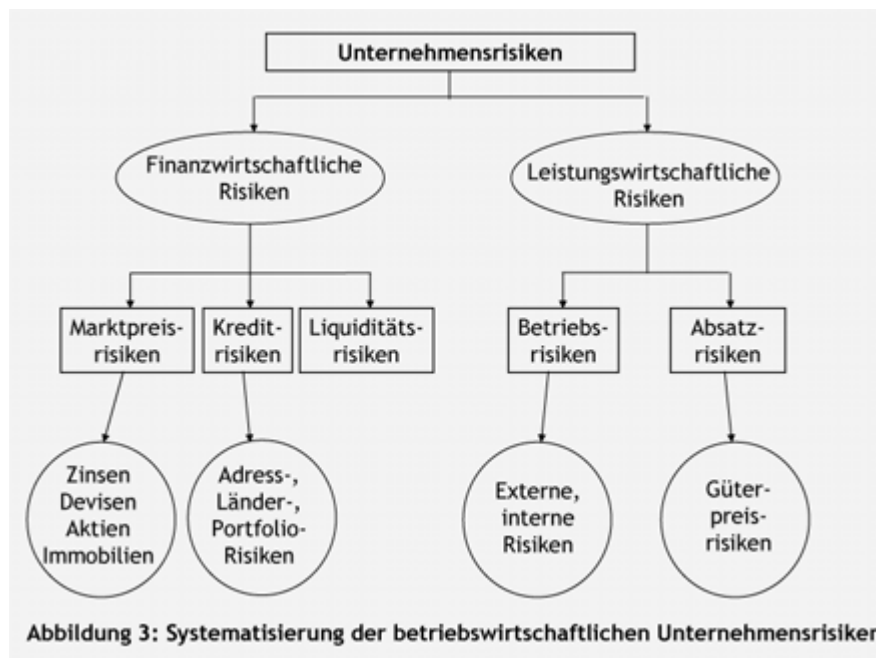 Unternehmensrisiken
Finanzwirtschaftliche
Risiken
Leistungswirtschaftliche
Risiken
Marktpreis-
risiken
Kredit-
risiken
Liquiditäts-
risiken
Betriebs-
risiken
Absatz-
risiken
Zinsen
Devisen
Aktien
Immobilien
Adress-,
Länder-,
Portfolio-
Risiken
Externe,
interne
Risiken
Güter-
preis-
risiken
Abbildung 3: Systematisierung der betriebswirtschaftlichen Unternehmensrisiken